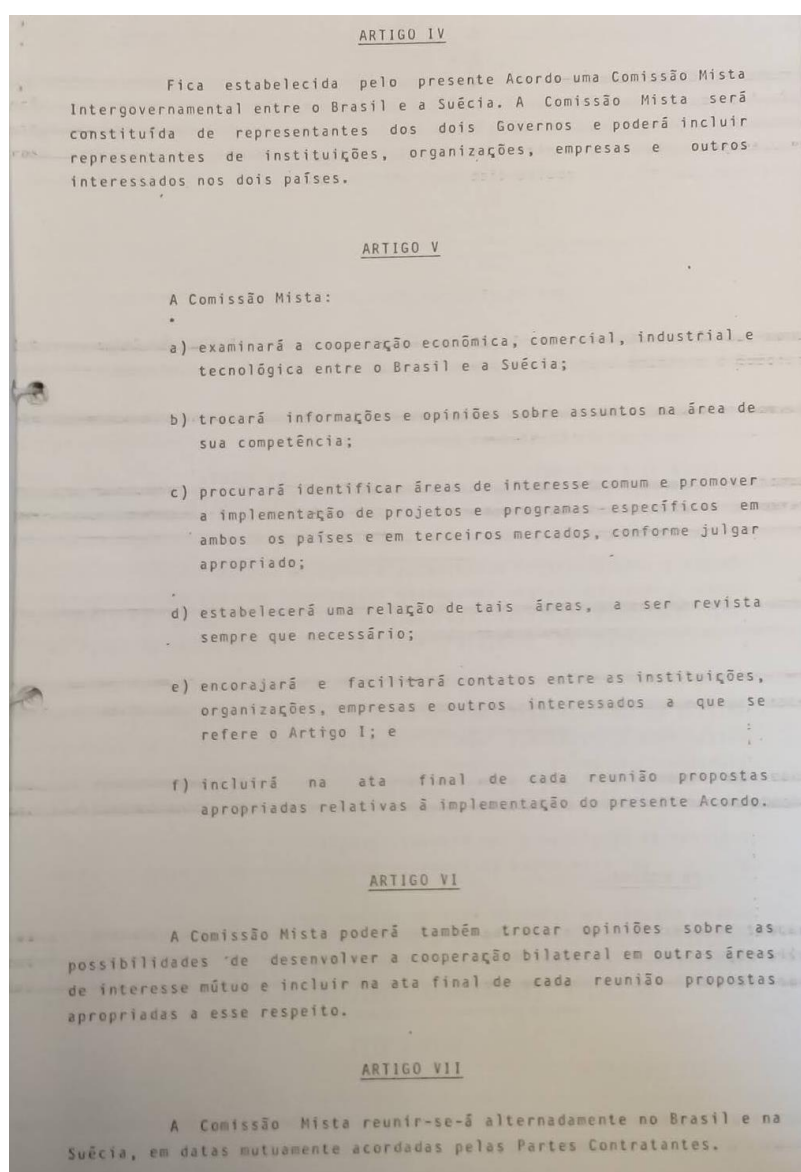 ARTIGO IV
Fica estabelecida pelo presente Acordo uma Comissão Mista
Intergovernamental entre o Brasil e a Suécia. A Comissão Mista será
constituída de representantes dos dois Governos e poderá incluir
representantes de instituições, organizações, empresas e outros
interessados nos dois países.
ARTIGO V
A Comissão Mista:
a) examinará a cooperação econômica, comercial, industrial e
tecnológica entre o Brasil e a Suécia;
b) trocará informações e opiniões sobre assuntos na área de
sua competência;
c) procurará identificar áreas de interesse comum e promover
a implementação de projetos e programas específicos em
ambos os países e em terceiros mercados, conforme julgar
apropriado;
d) estabelecerá uma relação de tais áreas, a ser revista
sempre que necessário;
e) encorajará e facilitará contatos entre as instituições,
organizações, empresas e outros interessados a que se
refere o Artigo I; e
f) incluirá na ata final de cada reunião propostas
apropriadas relativas à implementação do presente Acordo.
ARTIGO VI
A Comissão Mista poderá também trocar opiniões sobre as
possibilidades de desenvolver a cooperação bilateral em outras áreas
de interesse mútuo e incluir na ata final de cada reunião propostas
apropriadas a esse respeito.
ARTIGO VII
A Comissão Mista reunir-se-á alternadamente no Brasil e na
Suécia, em datas mutuamente acordadas pelas Partes Contratantes.